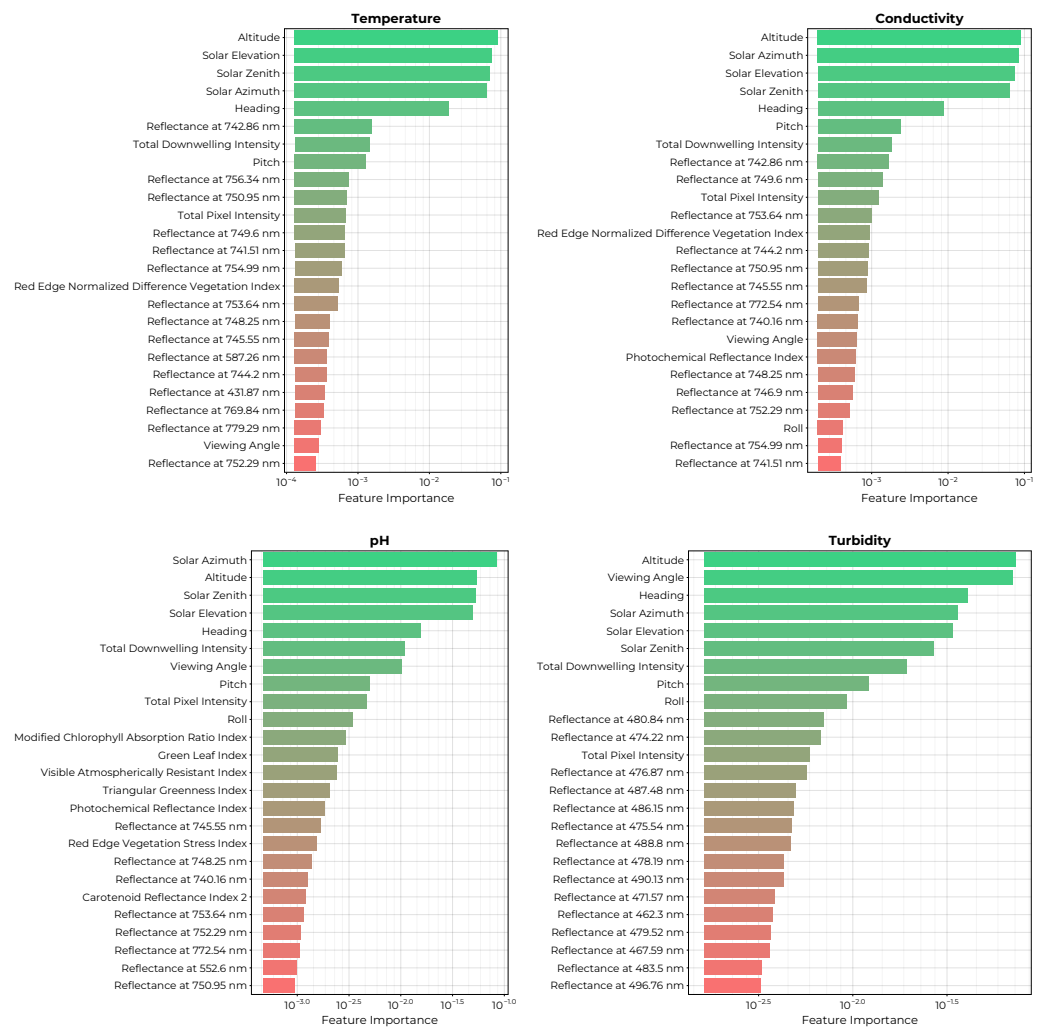 Temperature
Altitude
Solar Elevation
Solar Zenith
Solar Azimuth
Heading
Reflectance at 742.86 nm
Total Downwelling Intensity
Pitch
Reflectance at 756.34 nm
Reflectance at 750.95 nm
Total Pixel Intensity
Reflectance at 749.6 nm
Reflectance at 741.51 nm
Reflectance at 754.99 nm
Red Edge Normalized Difference Vegetation Index
Reflectance at 753.64 nm
Reflectance at 748.25 nm
Reflectance at 745.55 nm
Reflectance at 587.26 nm
Reflectance at 744.2 nm
Reflectance at 431.87 nm
Reflectance at 769.84 nm
Reflectance at 779.29 nm
Viewing Angle
Reflectance at 752.29 nm
10⁻⁴ 10⁻³ 10⁻² 10⁻¹
Feature Importance
Conductivity
Altitude
Solar Azimuth
Solar Elevation
Solar Zenith
Heading
Pitch
Total Downwelling Intensity
Reflectance at 742.86 nm
Reflectance at 749.6 nm
Total Pixel Intensity
Reflectance at 753.64 nm
Red Edge Normalized Difference Vegetation Index
Reflectance at 744.2 nm
Reflectance at 750.95 nm
Reflectance at 745.55 nm
Reflectance at 772.54 nm
Reflectance at 740.16 nm
Viewing Angle
Photochemical Reflectance Index
Reflectance at 748.25 nm
Reflectance at 746.9 nm
Reflectance at 752.29 nm
Roll
Reflectance at 754.99 nm
Reflectance at 741.51 nm
10⁻³ 10⁻² 10⁻¹
Feature Importance
pH
Solar Azimuth
Altitude
Solar Zenith
Solar Elevation
Heading
Total Downwelling Intensity
Viewing Angle
Pitch
Total Pixel Intensity
Roll
Modified Chlorophyll Absorption Ratio Index
Green Leaf Index
Visible Atmospherically Resistant Index
Triangular Greenness Index
Photochemical Reflectance Index
Reflectance at 745.55 nm
Red Edge Vegetation Stress Index
Reflectance at 748.25 nm
Reflectance at 740.16 nm
Carotenoid Reflectance Index 2
Reflectance at 753.64 nm
Reflectance at 752.29 nm
Reflectance at 772.54 nm
Reflectance at 552.6 nm
Reflectance at 750.95 nm
10⁻³·⁰ 10⁻²·⁵ 10⁻²·⁰ 10⁻¹·⁵ 10⁻¹·⁰
Feature Importance
Turbidity
Altitude
Viewing Angle
Heading
Solar Azimuth
Solar Elevation
Solar Zenith
Total Downwelling Intensity
Pitch
Roll
Reflectance at 480.84 nm
Reflectance at 474.22 nm
Total Pixel Intensity
Reflectance at 476.87 nm
Reflectance at 487.48 nm
Reflectance at 486.15 nm
Reflectance at 475.54 nm
Reflectance at 488.8 nm
Reflectance at 478.19 nm
Reflectance at 490.13 nm
Reflectance at 471.57 nm
Reflectance at 462.3 nm
Reflectance at 479.52 nm
Reflectance at 467.59 nm
Reflectance at 483.5 nm
Reflectance at 496.76 nm
10⁻²·⁵ 10⁻²·⁰ 10⁻¹·⁵
Feature Importance